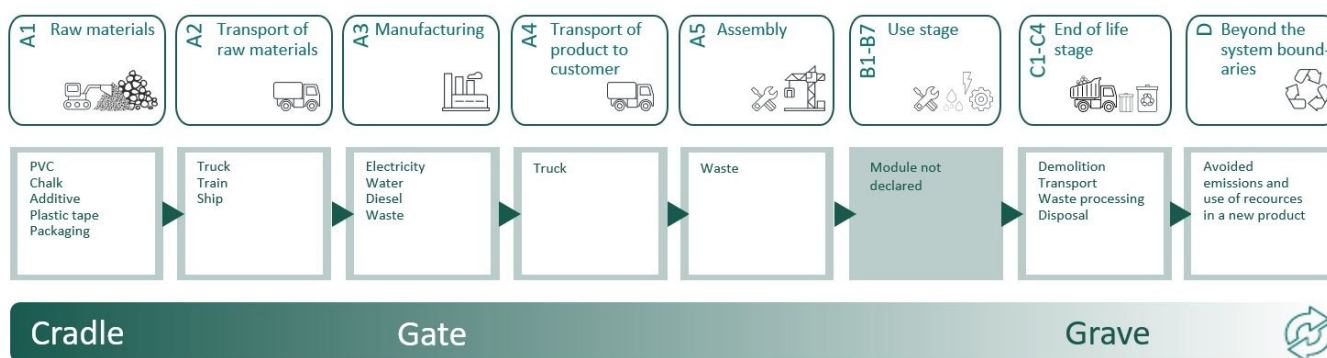 A1
Raw materials
A2
Transport of
raw materials
A3
Manufacturing
A4
Transport of
product to
customer
A5
Assembly
B1-B7
Use stage
C1-C4
End of life
stage
D
Beyond the
system bound-
aries
PVC
Chalk
Additive
Plastic tape
Packaging
Truck
Train
Ship
Electricity
Water
Diesel
Waste
Truck
Waste
Module not
declared
Demolition
Transport
Waste processing
Disposal
Avoided
emissions and
use of recources
in a new product
Cradle
Gate
Grave